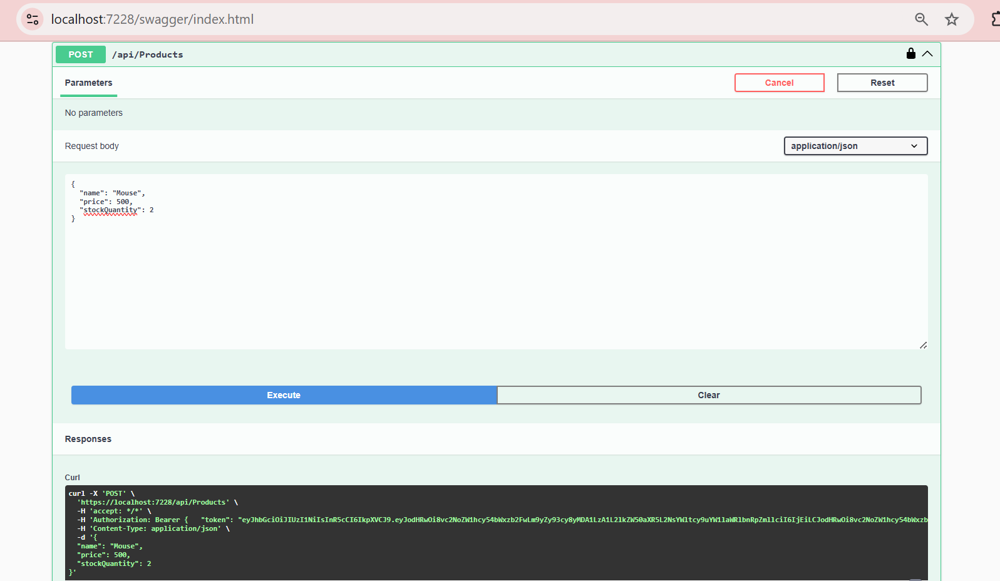 localhost:7228/swagger/index.html
POST /api/Products
Parameters
Cancel
Reset
No parameters
Request body
application/json
{
"name": "Mouse",
"price": 500,
"stockQuantity": 2
}
Execute
Clear
Responses
Curl
curl -X 'POST' \
'https://localhost:7228/api/Products' \
-H 'accept: */*' \
-H 'Authorization: Bearer { "token":
-H 'Content-Type: application/json' \
-d '{
"name": "Mouse",
"price": 500,
"stockQuantity": 2
}'